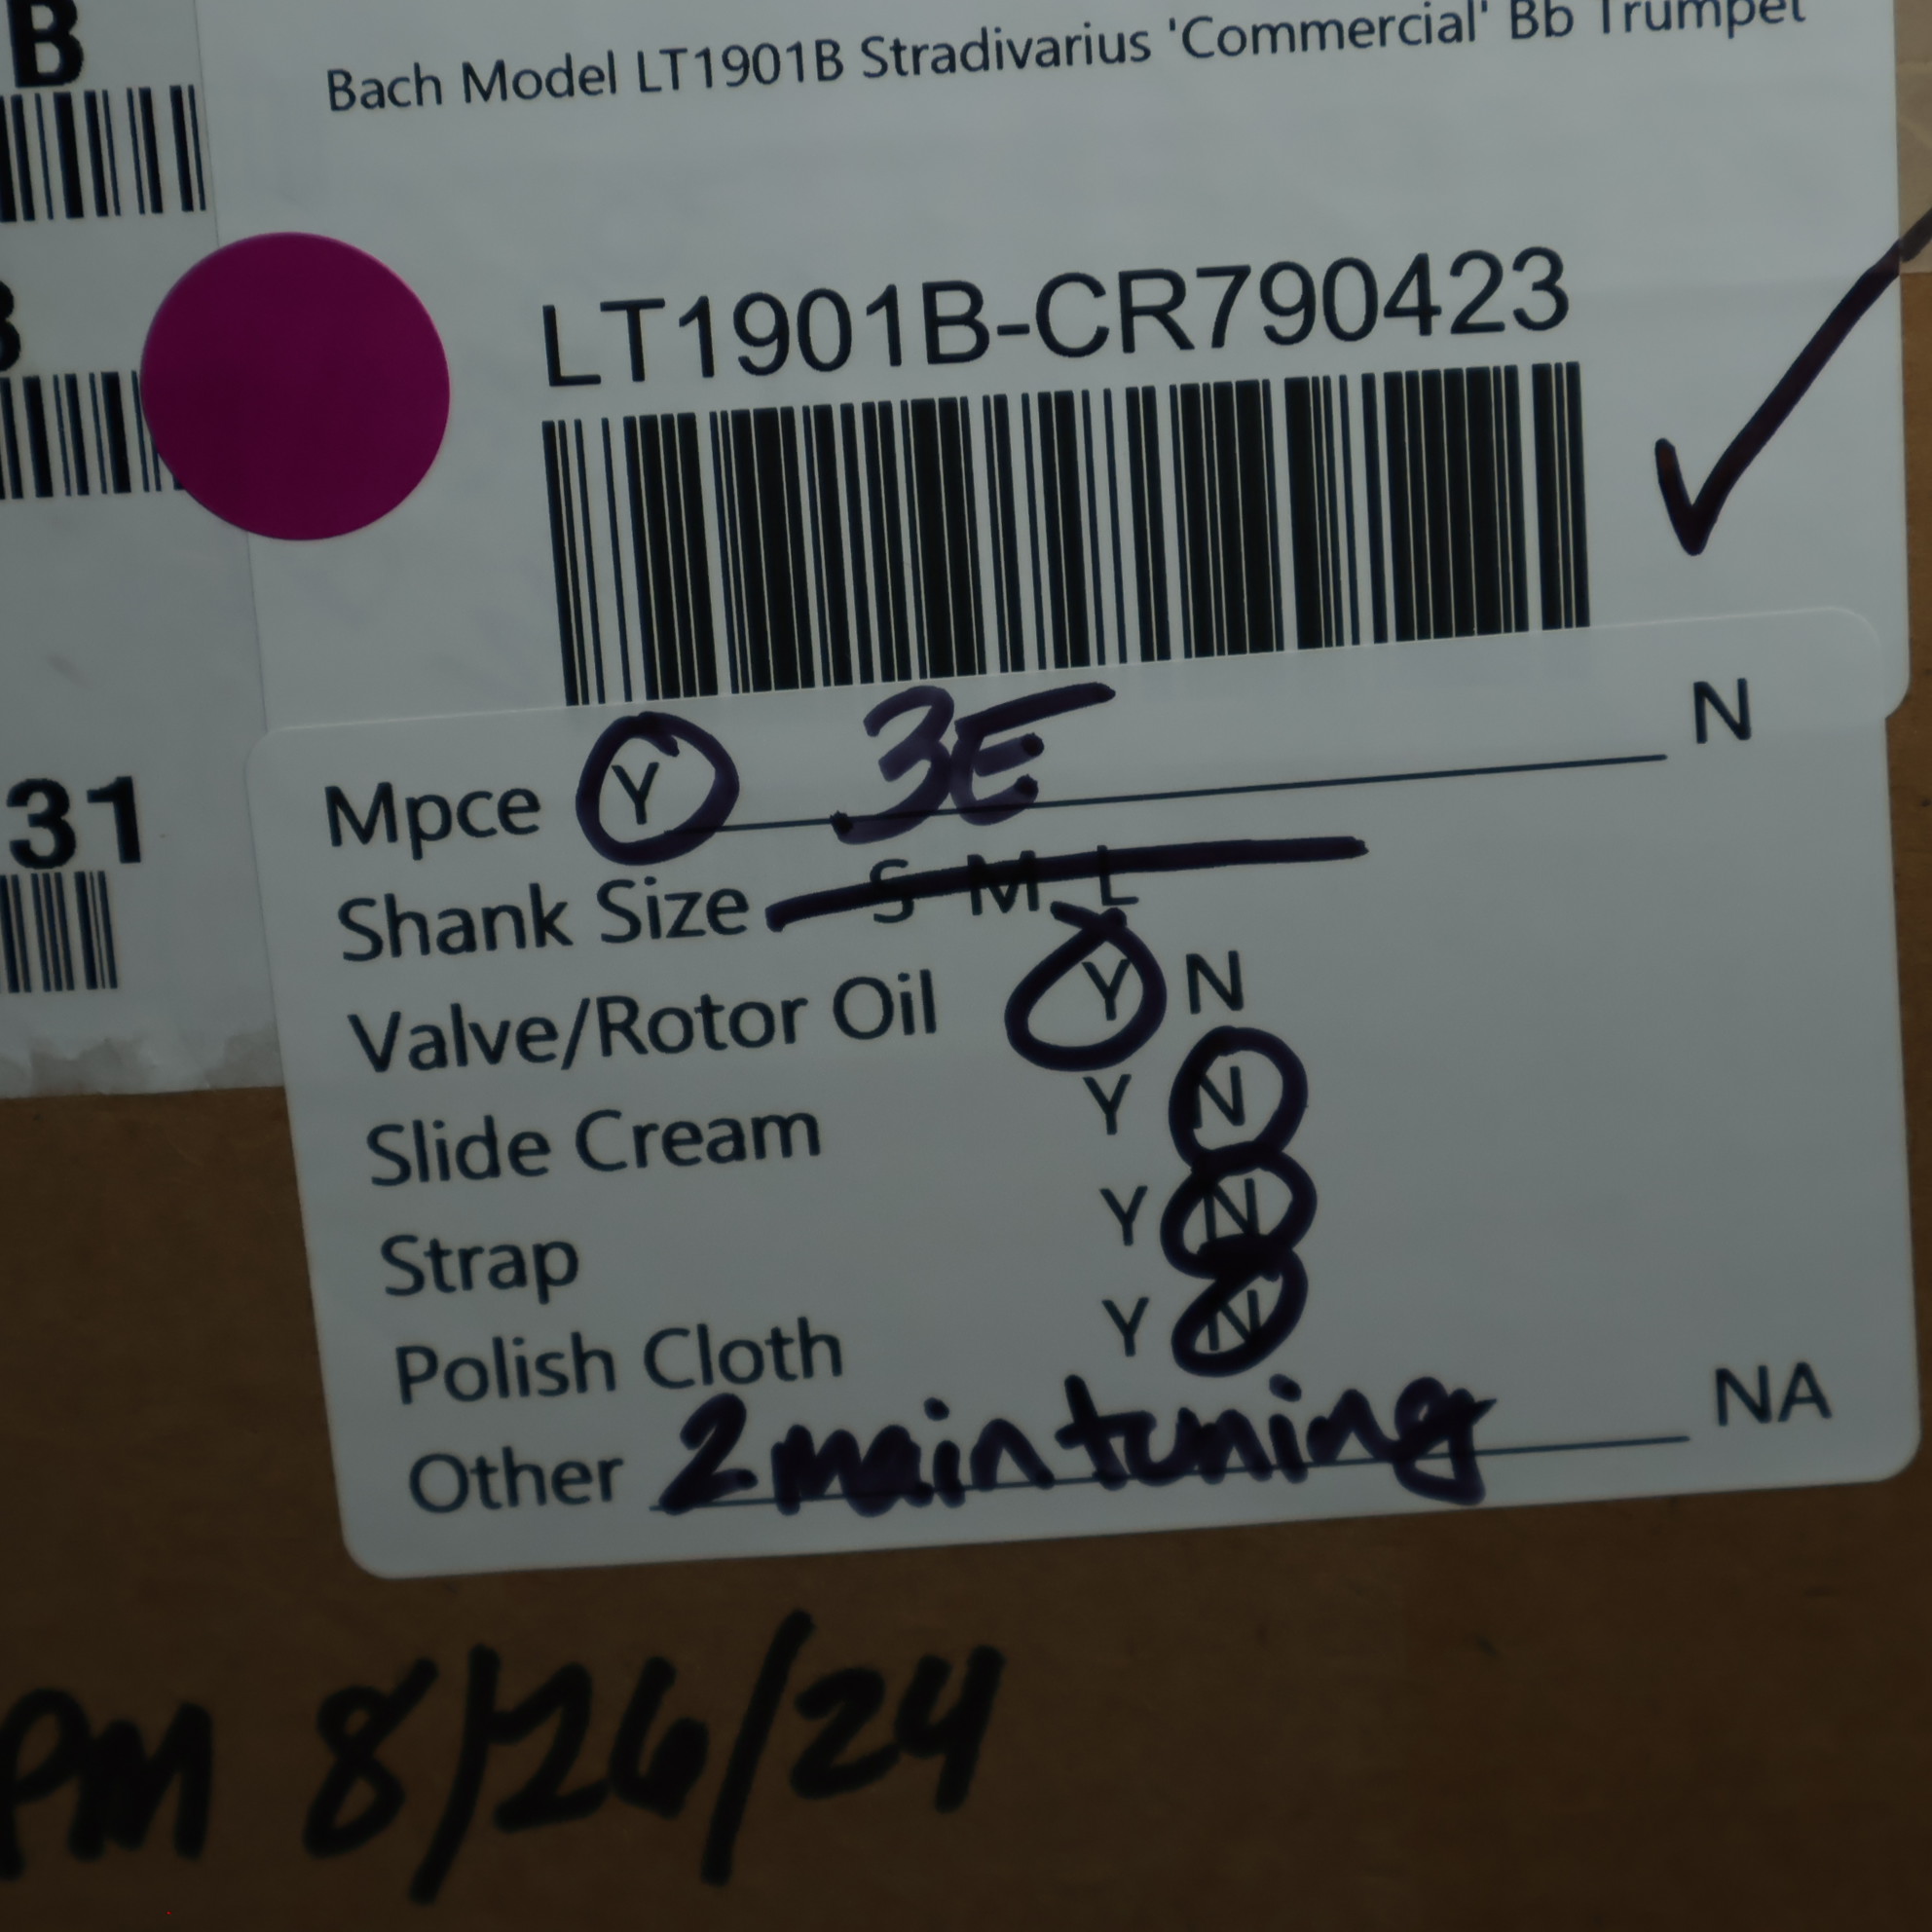 B
Bach Model LT1901B Stradivarius 'Commercial' Bb Trumpet
LT1901B-CR790423
31
Mpce Y 3E N
Shank Size S M L
Valve/Rotor Oil Y N
Slide Cream Y N
Strap Y N
Polish Cloth Y N
Other 2 main tuning NA
PM 8/26/24